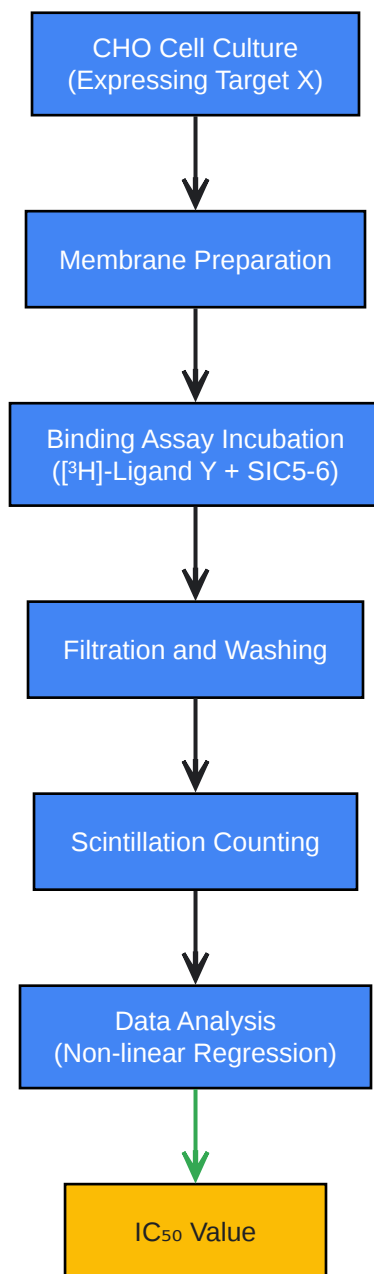 CHO Cell Culture
(Expressing Target X)
Membrane Preparation
Binding Assay Incubation
([³H]-Ligand Y + SIC5-6)
Filtration and Washing
Scintillation Counting
Data Analysis
(Non-linear Regression)
IC₅₀ Value